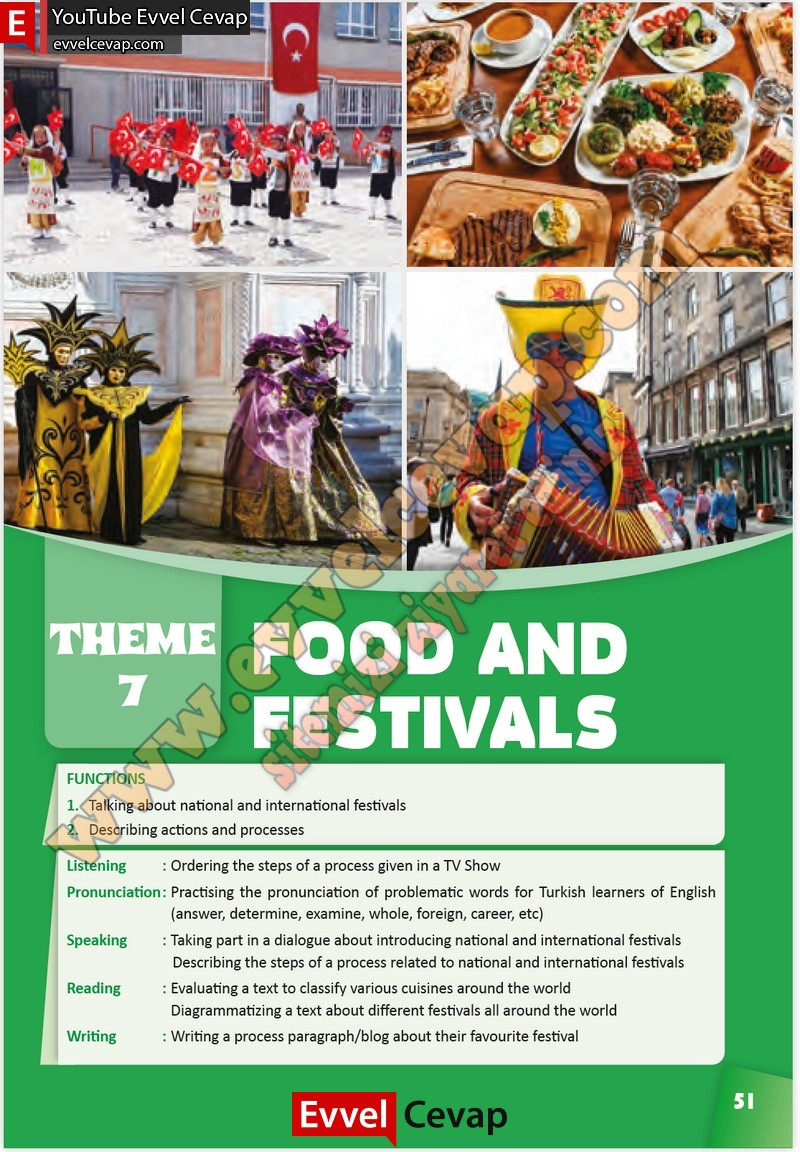 E YouTube Evvel Cevap
evvelcevap.com
THEME
7
FOOD AND
FESTIVALS
FUNCTIONS
1. Talking about national and international festivals
2. Describing actions and processes
Listening : Ordering the steps of a process given in a TV Show
Pronunciation: Practising the pronunciation of problematic words for Turkish learners of English
(answer, determine, examine, whole, foreign, career, etc)
Speaking : Taking part in a dialogue about introducing national and international festivals
Describing the steps of a process related to national and international festivals
Reading : Evaluating a text to classify various cuisines around the world
Diagrammatizing a text about different festivals all around the world
Writing : Writing a process paragraph/blog about their favourite festival
www.evvelcevap.com
sitemizi ziyaret ediniz
51
Evvel Cevap